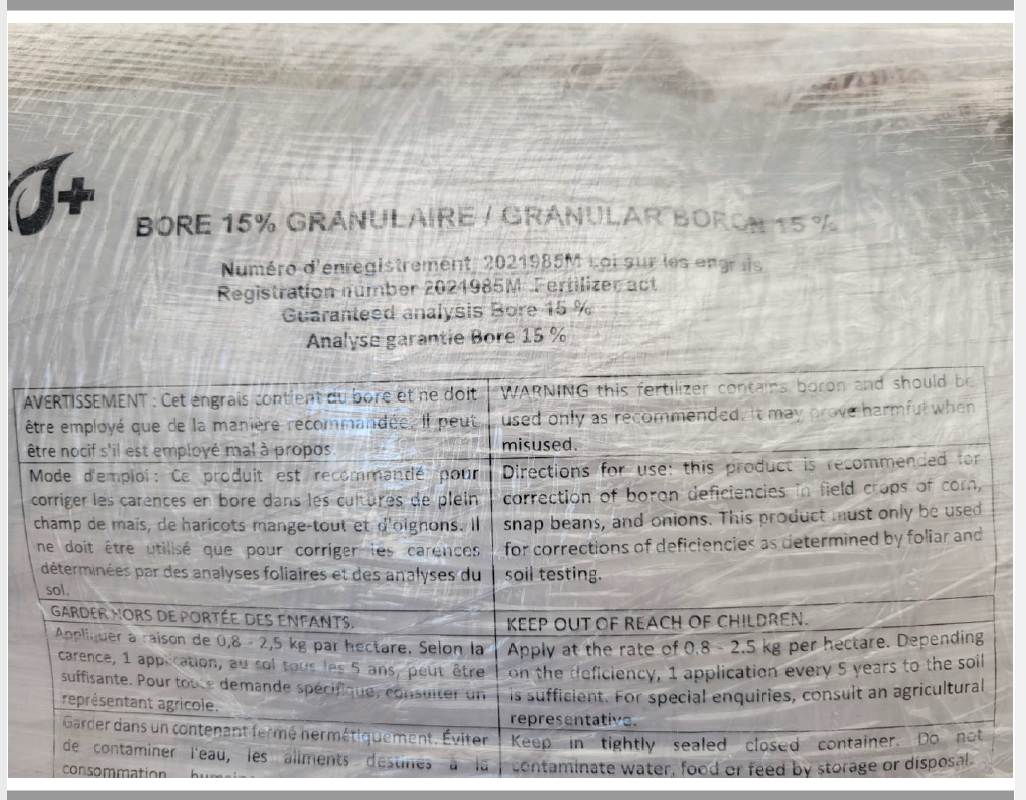 BORE 15% GRANULAIRE / GRANULAR BORON 15 %
Numéro d'enregistrement 2021985M Loi sur les engrais
Registration number 2021985M Fertilizer act
Guaranteed analysis Bore 15 %
Analyse garantie Bore 15 %
AVERTISSEMENT : Cet engrais contient du bore et ne doit
être employé que de la manière recommandée. Il peut
être nocif s'il est employé mal à propos.
WARNING this fertilizer contains boron and should be
used only as recommended. It may prove harmful when
misused.
Mode d'emploi : Ce produit est recommandé pour
corriger les carences en bore dans les cultures de plein
champ de maïs, de haricots mange-tout et d'oignons. Il
ne doit être utilisé que pour corriger les carences
déterminées par des analyses foliaires et des analyses du
sol.
Directions for use: this product is recommended for
correction of boron deficiencies in field crops of corn,
snap beans, and onions. This product must only be used
for corrections of deficiencies as determined by foliar and
soil testing.
GARDER HORS DE PORTÉE DES ENFANTS.
KEEP OUT OF REACH OF CHILDREN.
Appliquer à raison de 0,8 - 2,5 kg par hectare. Selon la
carence, 1 application, au sol tous les 5 ans, peut être
suffisante. Pour toute demande spécifique, consulter un
représentant agricole.
Apply at the rate of 0.8 - 2.5 kg per hectare. Depending
on the deficiency, 1 application every 5 years to the soil
is sufficient. For special enquiries, consult an agricultural
representative.
Garder dans un contenant fermé hermétiquement. Éviter
de contaminer l'eau, les aliments destinés à la
consommation
Keep in tightly sealed closed container. Do not
contaminate water, food or feed by storage or disposal.